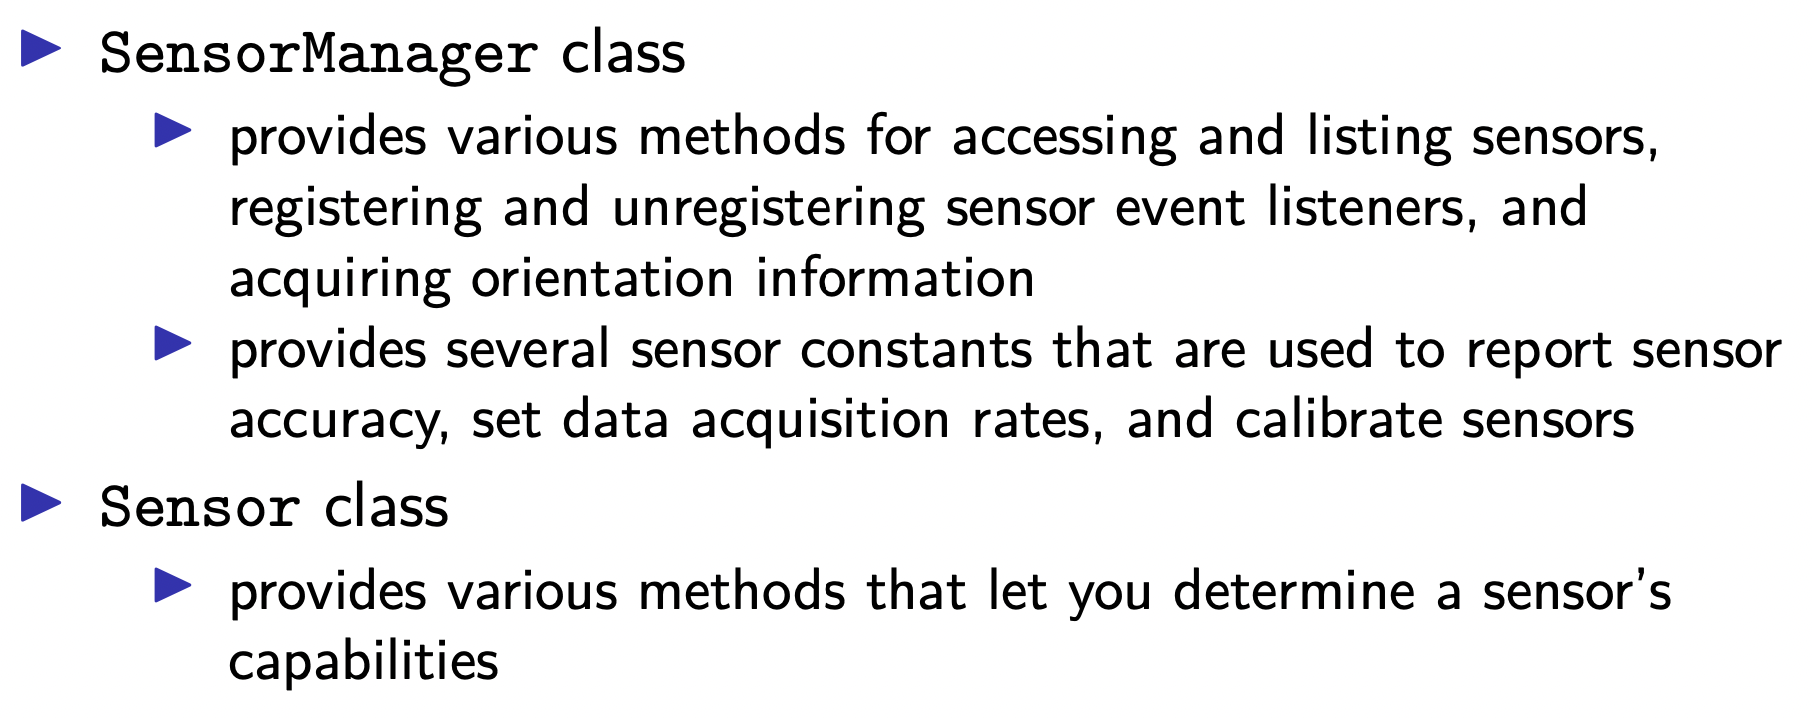 SensorManager class
provides various methods for accessing and listing sensors,
registering and unregistering sensor event listeners, and
acquiring orientation information
provides several sensor constants that are used to report sensor
accuracy, set data acquisition rates, and calibrate sensors
Sensor class
provides various methods that let you determine a sensor's
capabilities